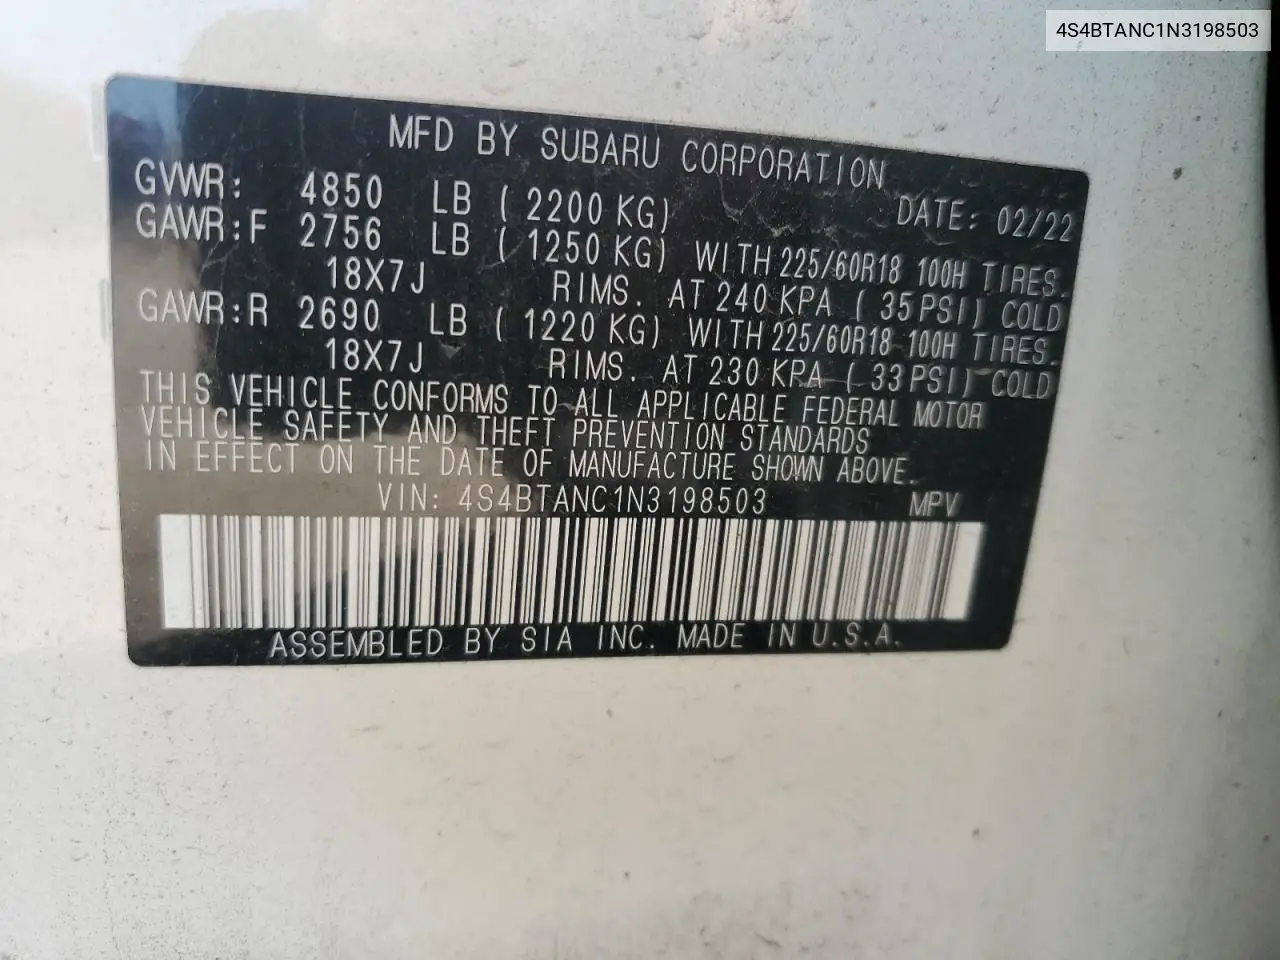 4S4BTANC1N3198503
MFD BY SUBARU CORPORATION
DATE: 02/22
GVWR: 4850 LB ( 2200 KG)
GAWR:F 2756 LB ( 1250 KG) WITH 225/60R18 100H TIRES.
18X7J RIMS. AT 240 KPA ( 35 PSI) COLD
GAWR:R 2690 LB ( 1220 KG) WITH 225/60R18 100H TIRES.
18X7J RIMS. AT 230 KPA ( 33 PSI) COLD
THIS VEHICLE CONFORMS TO ALL APPLICABLE FEDERAL MOTOR
VEHICLE SAFETY AND THEFT PREVENTION STANDARDS
IN EFFECT ON THE DATE OF MANUFACTURE SHOWN ABOVE.
VIN: 4S4BTANC1N3198503 MPV
ASSEMBLED BY SIA INC. MADE IN U.S.A.